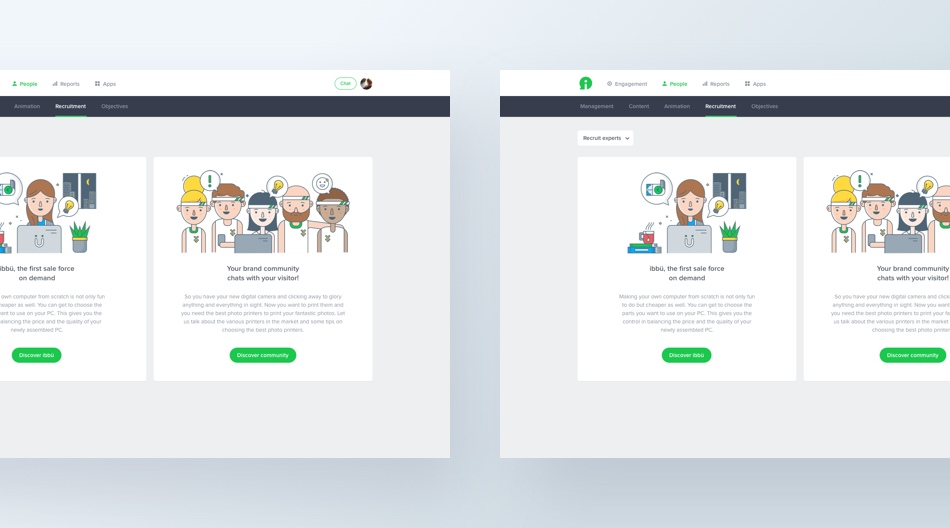 People
Reports
Apps
Chat
Animation
Recruitment
Objectives
ibbü, the first sale force
on demand
own computer from scratch is not only fun
cheaper as well. You can get to choose the
want to use on your PC. This gives you the
balancing the price and the quality of your
newly assembled PC.
Discover ibbü
Your brand community
chats with your visitor!
So you have your new digital camera and clicking away to glory
anything and everything in sight. Now you want to print them and
you need the best photo printers to print your fantastic photos. Let
us talk about the various printers in the market and some tips on
choosing the best photo printers.
Discover community
Engagement
People
Reports
Apps
Management
Content
Animation
Recruitment
Objectives
Recruit experts
ibbü, the first sale force
on demand
Making your own computer from scratch is not only fun
to do but cheaper as well. You can get to choose the
parts you want to use on your PC. This gives you the
control in balancing the price and the quality of your
newly assembled PC.
Discover ibbü
Your brand community
chats with your visitor!
So you have your new digital camera and
anything and everything in sight. Now you want
you need the best photo printers to print your
us talk about the various printers in the market
choosing the best photo printers.
Discover community